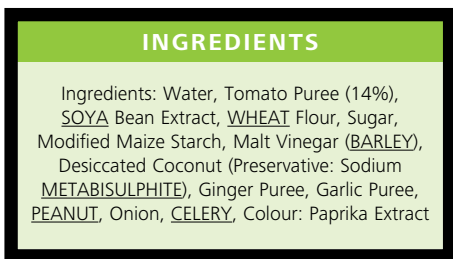 INGREDIENTS
Ingredients: Water, Tomato Puree (14%),
SOYA Bean Extract, WHEAT Flour, Sugar,
Modified Maize Starch, Malt Vinegar (BARLEY),
Desiccated Coconut (Preservative: Sodium
METABISULPHITE), Ginger Puree, Garlic Puree,
PEANUT, Onion, CELERY, Colour: Paprika Extract